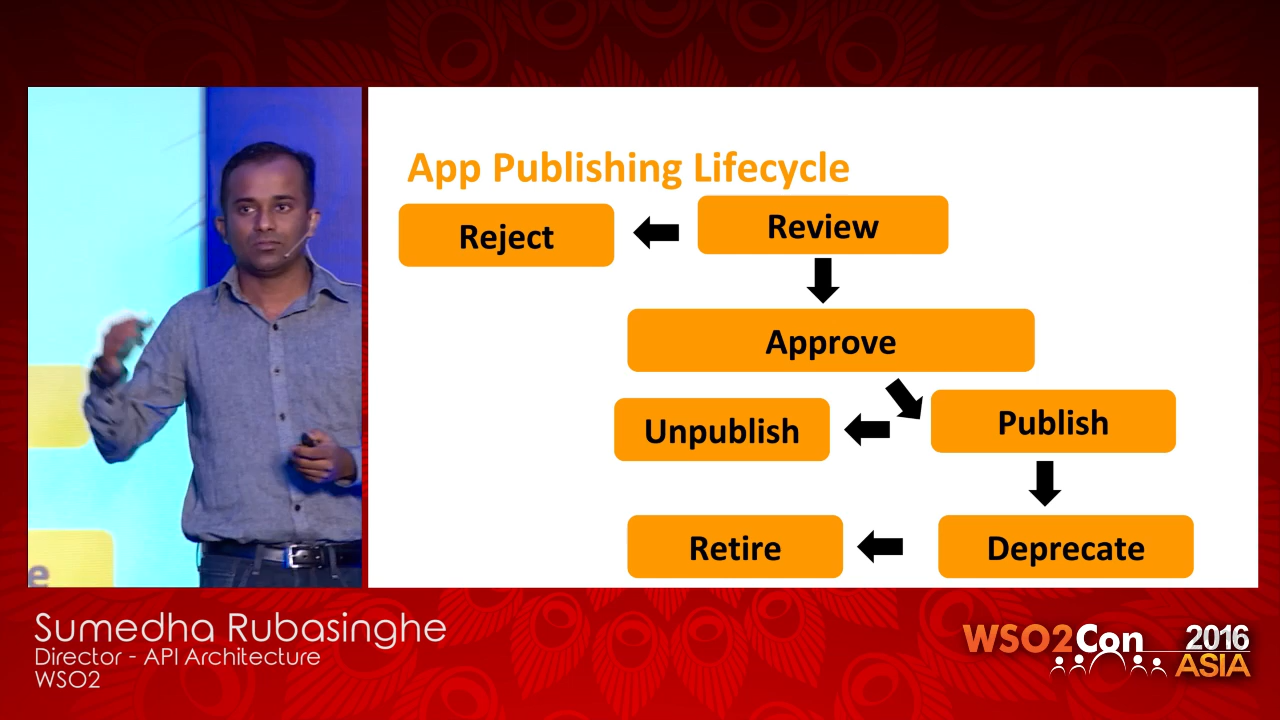 App Publishing Lifecycle
Reject
Review
Approve
Unpublish
Publish
Retire
Deprecate
e
Sumedha Rubasinghe
Director - API Architecture
WSO2
WSO2Con 2016
ASIA